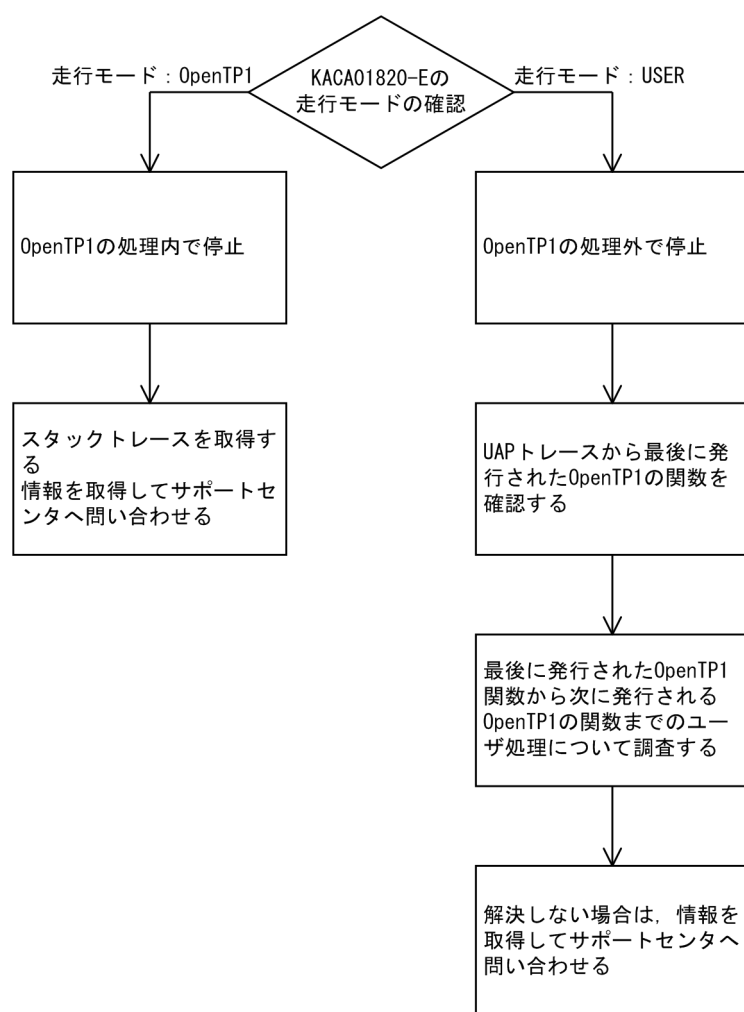 走行モード：OpenTP1
KACA01820-Eの
走行モードの確認
走行モード：USER
OpenTP1の処理内で停止
OpenTP1の処理外で停止
スタックトレースを取得す
る
情報を取得してサポートセ
ンタへ問い合わせる
UAPトレースから最後に発
行されたOpenTP1の関数を
確認する
最後に発行されたOpenTP1
関数から次に発行される
OpenTP1の関数までのユー
ザ処理について調査する
解決しない場合は，情報を
取得してサポートセンタへ
問い合わせる